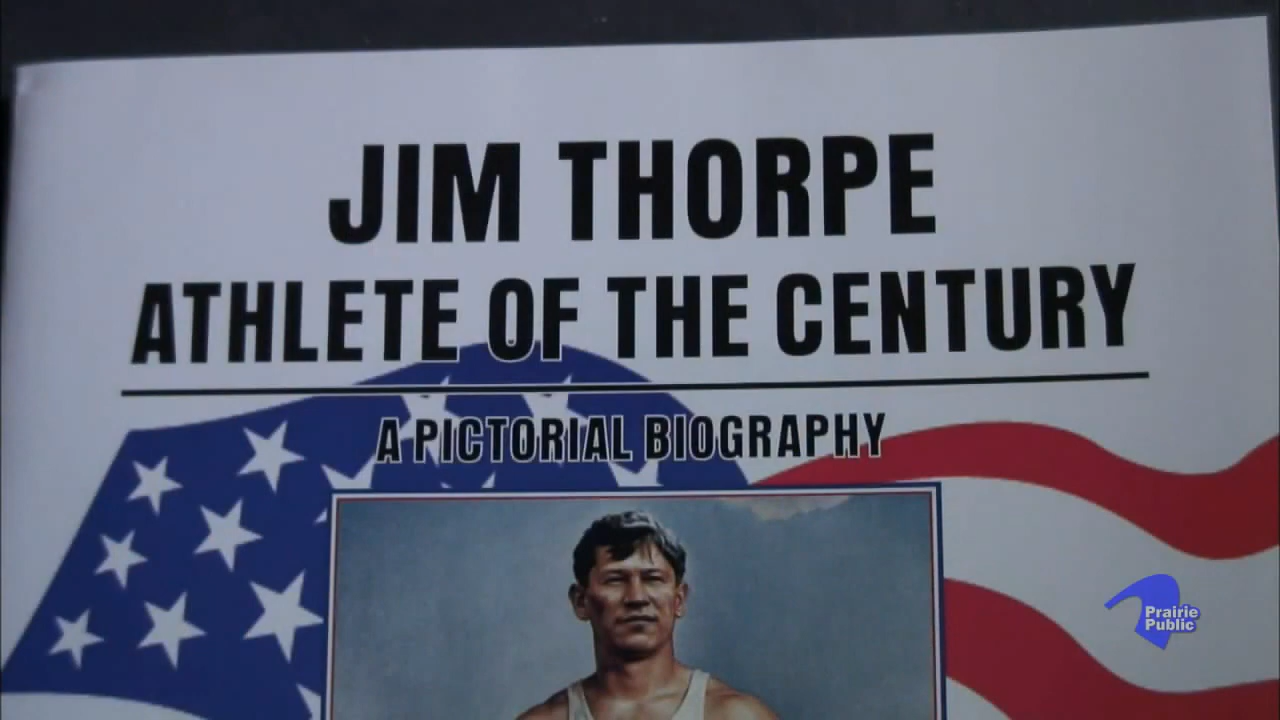 JIM THORPE
ATHLETE OF THE CENTURY
A PICTORIAL BIOGRAPHY
Prairie
Public